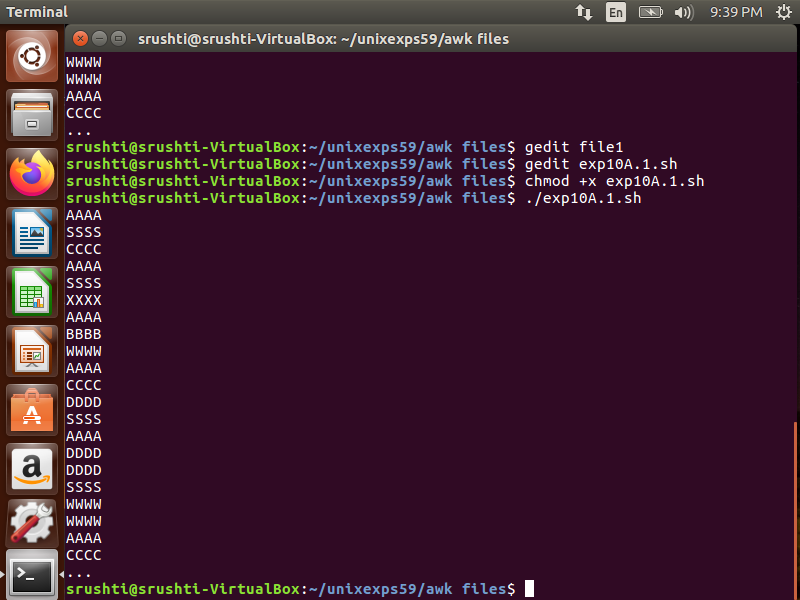 Terminal
En
9:39 PM
srushti@srushti-VirtualBox: ~/unixexps59/awk files
WWWW
WWWW
AAAA
CCCC
...
srushti@srushti-VirtualBox:~/unixexps59/awk files$ gedit file1
srushti@srushti-VirtualBox:~/unixexps59/awk files$ gedit exp10A.1.sh
srushti@srushti-VirtualBox:~/unixexps59/awk files$ chmod +x exp10A.1.sh
srushti@srushti-VirtualBox:~/unixexps59/awk files$ ./exp10A.1.sh
AAAA
SSSS
CCCC
AAAA
SSSS
XXXX
AAAA
BBBB
WWWW
AAAA
CCCC
DDDD
SSSS
AAAA
DDDD
DDDD
SSSS
WWWW
WWWW
AAAA
CCCC
...
srushti@srushti-VirtualBox:~/unixexps59/awk files$